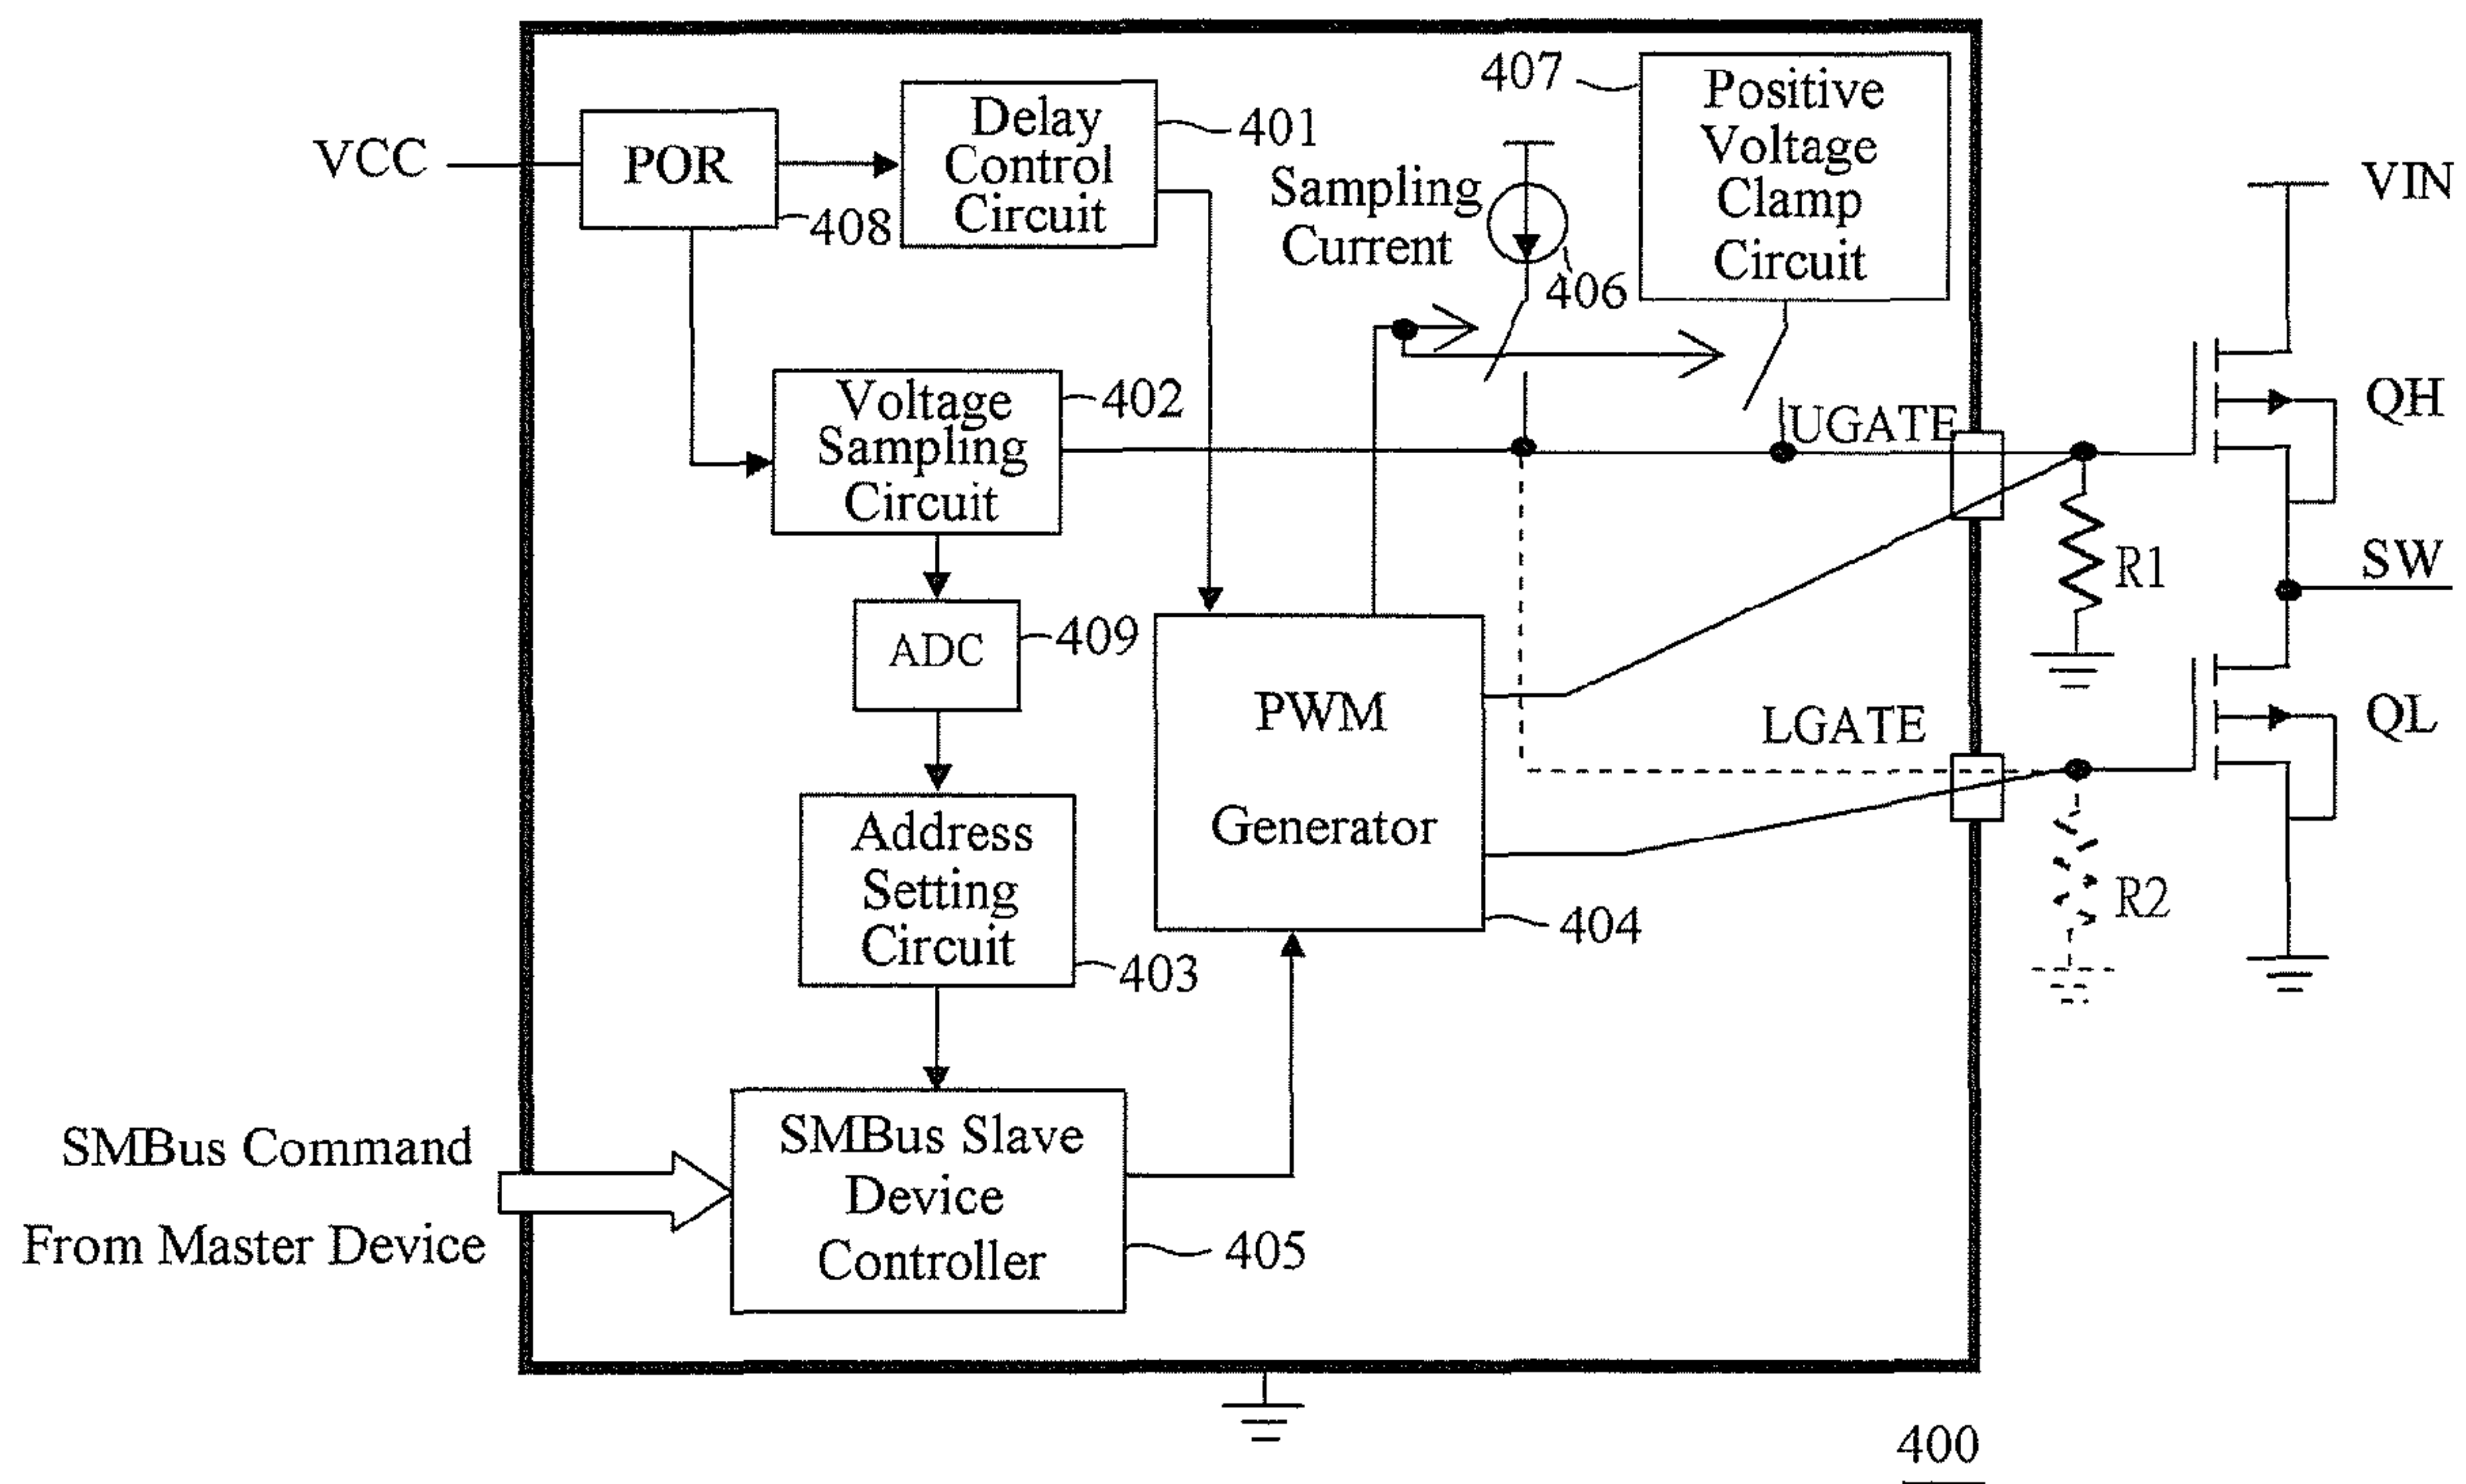 407
Positive
Voltage
Clamp
Circuit
Delay
Control
Circuit
401
VCC
POR
408
Sampling
Current
406
VIN
Voltage
Sampling
Circuit
402
UGATE
QH
ADC
409
R1
SW
PWM
Generator
404
LGATE
QL
R2
Address
Setting
Circuit
403
SMBus Command
From Master Device
SMBus Slave
Device
Controller
405
400